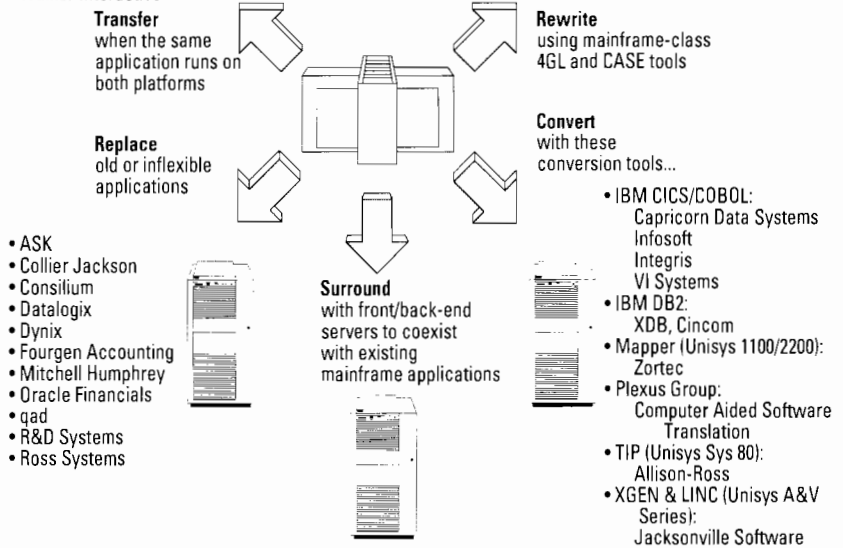 Transfer
when the same
application runs on
both platforms
Rewrite
using mainframe-class
4GL and CASE tools
Replace
old or inflexible
applications
Convert
with these
conversion tools...
• ASK
• Collier Jackson
• Consilium
• Datalogix
• Dynix
• Fourgen Accounting
• Mitchell Humphrey
• Oracle Financials
• qad
• R&D Systems
• Ross Systems
Surround
with front/back-end
servers to coexist
with existing
mainframe applications
• IBM CICS/COBOL:
Capricorn Data Systems
Infosoft
Integris
VI Systems
• IBM DB2:
XDB, Cincom
• Mapper (Unisys 1100/2200):
Zortec
• Plexus Group:
Computer Aided Software
Translation
• TIP (Unisys Sys 80):
Allison-Ross
• XGEN & LINC (Unisys A&V
Series):
Jacksonville Software